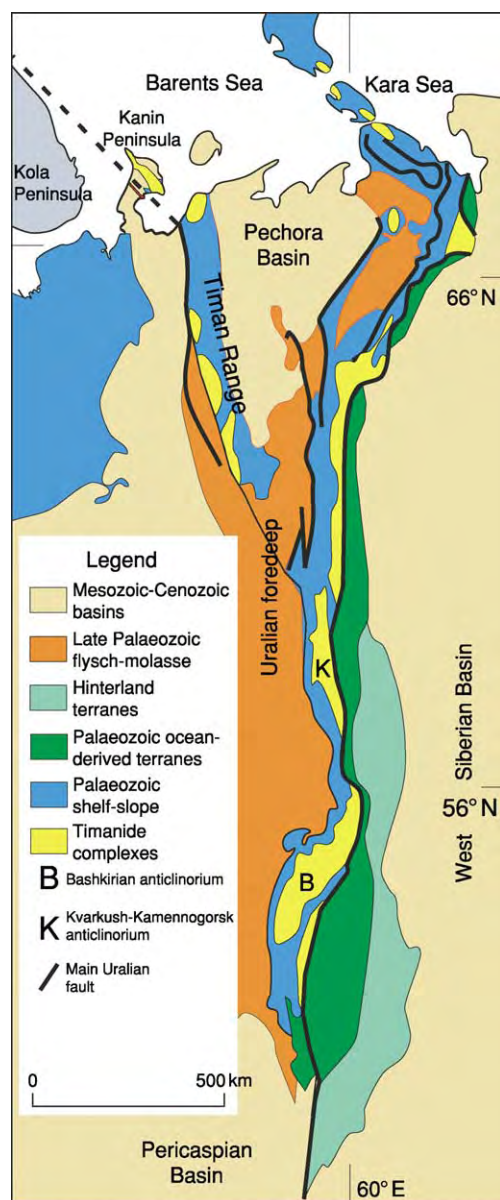 Barents Sea
Kara Sea
Kanin
Peninsula
Kola
Peninsula
Pechora
Basin
66° N
Timan Range
Uralian foredeep
Legend
Mesozoic-Cenozoic
basins
Late Palaeozoic
flysch-molasse
Hinterland
terranes
Palaeozoic ocean-
derived terranes
Palaeozoic
shelf-slope
Timanide
complexes
B Bashkirian anticlinorium
K Kvarkush-Kamennogorsk
anticlinorium
Main Uralian
fault
0 500 km
K
B
West Siberian Basin
56° N
Pericaspian
Basin
60° E